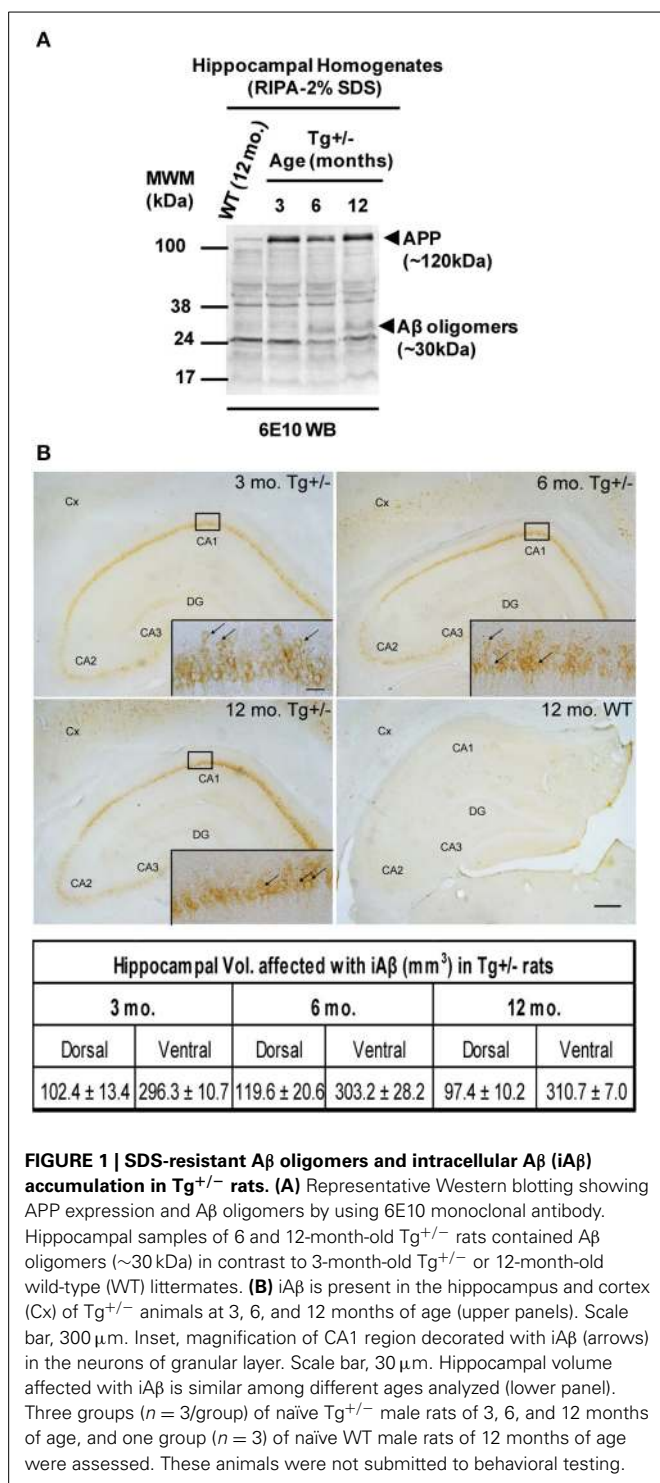 A
Hippocampal Homogenates
(RIPA-2% SDS)
WT (12 mo.)
Tg+/-
Age (months)
MWM
(kDa)
3 6 12
100
APP
(~120kDa)
38
Aβ oligomers
(~30kDa)
24
17
6E10 WB
B
3 mo. Tg+/-
Cx
CA1
DG
CA3
CA2
6 mo. Tg+/-
Cx
CA1
DG
CA3
CA2
12 mo. Tg+/-
Cx
CA1
DG
CA3
CA2
12 mo. WT
Cx
CA1
DG
CA3
CA2
Hippocampal Vol. affected with iAβ (mm³) in Tg+/- rats
3 mo. 6 mo. 12 mo.
Dorsal Ventral Dorsal Ventral Dorsal Ventral
102.4 ± 13.4 296.3 ± 10.7 119.6 ± 20.6 303.2 ± 28.2 97.4 ± 10.2 310.7 ± 7.0
FIGURE 1 | SDS-resistant Aβ oligomers and intracellular Aβ (iAβ)
accumulation in Tg+/− rats. (A) Representative Western blotting showing
APP expression and Aβ oligomers by using 6E10 monoclonal antibody.
Hippocampal samples of 6 and 12-month-old Tg+/− rats contained Aβ
oligomers (~30 kDa) in contrast to 3-month-old Tg+/− or 12-month-old
wild-type (WT) littermates. (B) iAβ is present in the hippocampus and cortex
(Cx) of Tg+/− animals at 3, 6, and 12 months of age (upper panels). Scale
bar, 300 μm. Inset, magnification of CA1 region decorated with iAβ (arrows)
in the neurons of granular layer. Scale bar, 30 μm. Hippocampal volume
affected with iAβ is similar among different ages analyzed (lower panel).
Three groups (n = 3/group) of naïve Tg+/− male rats of 3, 6, and 12 months
of age, and one group (n = 3) of naïve WT male rats of 12 months of age
were assessed. These animals were not submitted to behavioral testing.